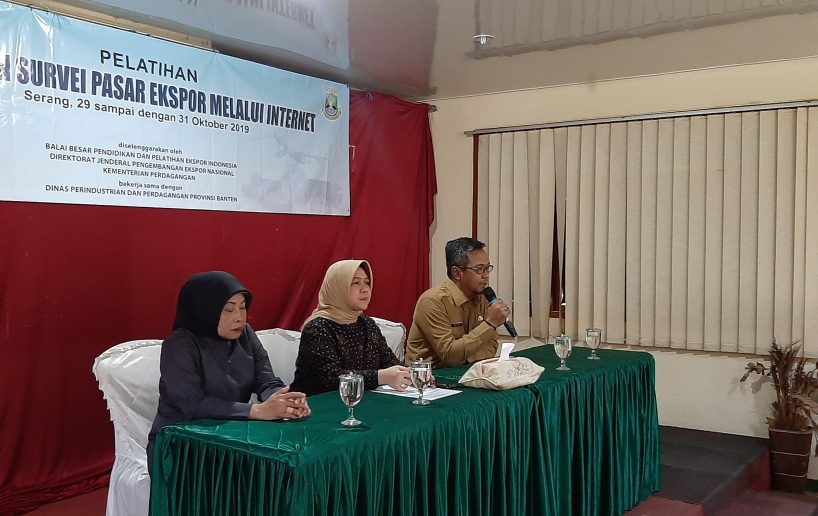 PELATIHAN
SURVEI PASAR EKSPOR MELALUI INTERNET
Serang, 29 sampai dengan 31 Oktober 2019
diselenggarakan oleh
BALAI BESAR PENDIDIKAN DAN PELATIHAN EKSPOR INDONESIA
DIREKTORAT JENDERAL PENGEMBANGAN EKSPOR NASIONAL
KEMENTERIAN PERDAGANGAN
bekerja sama dengan
DINAS PERINDUSTRIAN DAN PERDAGANGAN PROVINSI BANTEN